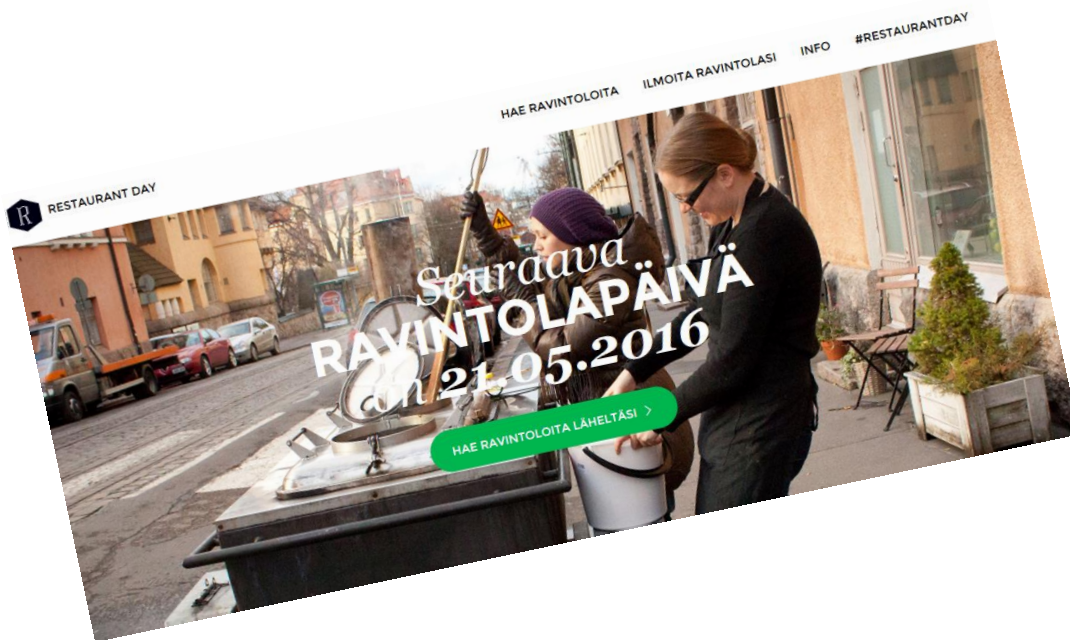 RESTAURANT DAY
HAE RAVINTOLOITA
ILMOITA RAVINTOLASI
INFO
#RESTAURANTDAY
Seuraava
RAVINTOLAPÄIVÄ
on 21.05.2016
HAE RAVINTOLOITA LÄHELTÄSI